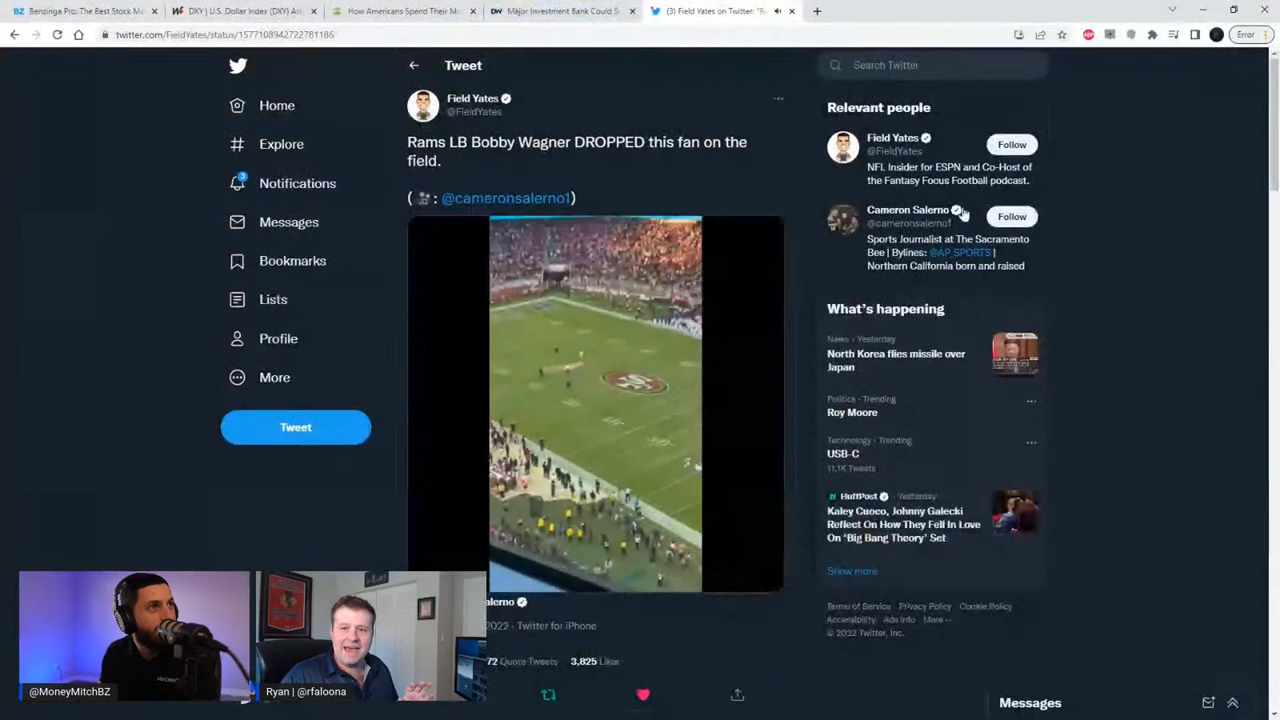 Benzinga Pro: The Best Stock M
DXY | U.S. Dollar Index (DXY) A
How Americans Spend Their Mo
Major Investment Bank Could S
(3) Field Yates on Twitter: "R
twitter.com/FieldYates/status/1577108942722781186
Error
Home
Explore
3
Notifications
Messages
Bookmarks
Lists
Profile
More
Tweet
Tweet
Field Yates
@FieldYates
Rams LB Bobby Wagner DROPPED this fan on the
field.
( : @cameronsalerno1)
alerno
2022 · Twitter for iPhone
72 Quote Tweets 3,825 Likes
Search Twitter
Relevant people
Field Yates
@FieldYates
Follow
NFL Insider for ESPN and Co-Host of
the Fantasy Focus Football podcast.
Cameron Salerno
@cameronsalerno1
Follow
Sports Journalist at The Sacramento
Bee | Bylines: @AP_SPORTS |
Northern California born and raised
What's happening
News · Yesterday
North Korea flies missile over
Japan
Politics · Trending
Roy Moore
Technology · Trending
USB-C
11.1K Tweets
HuffPost · Yesterday
Kaley Cuoco, Johnny Galecki
Reflect On How They Fell In Love
On 'Big Bang Theory' Set
Show more
Terms of Service Privacy Policy Cookie Policy
Accessibility Ads info More ···
© 2022 Twitter, Inc.
Messages
@MoneyMitchBZ
Ryan | @rfaloona